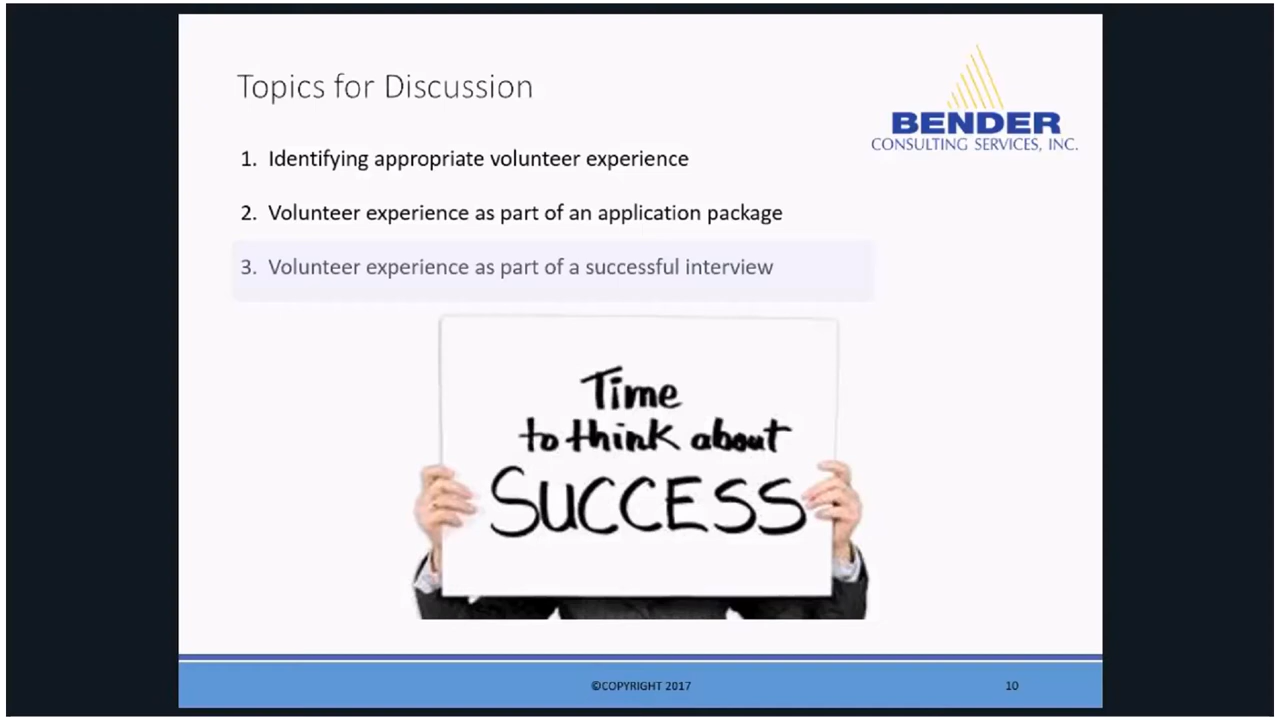 Topics for Discussion
BENDER
CONSULTING SERVICES, INC.
1. Identifying appropriate volunteer experience
2. Volunteer experience as part of an application package
3. Volunteer experience as part of a successful interview
Time
to think about
SUCCESS
©COPYRIGHT 2017
10